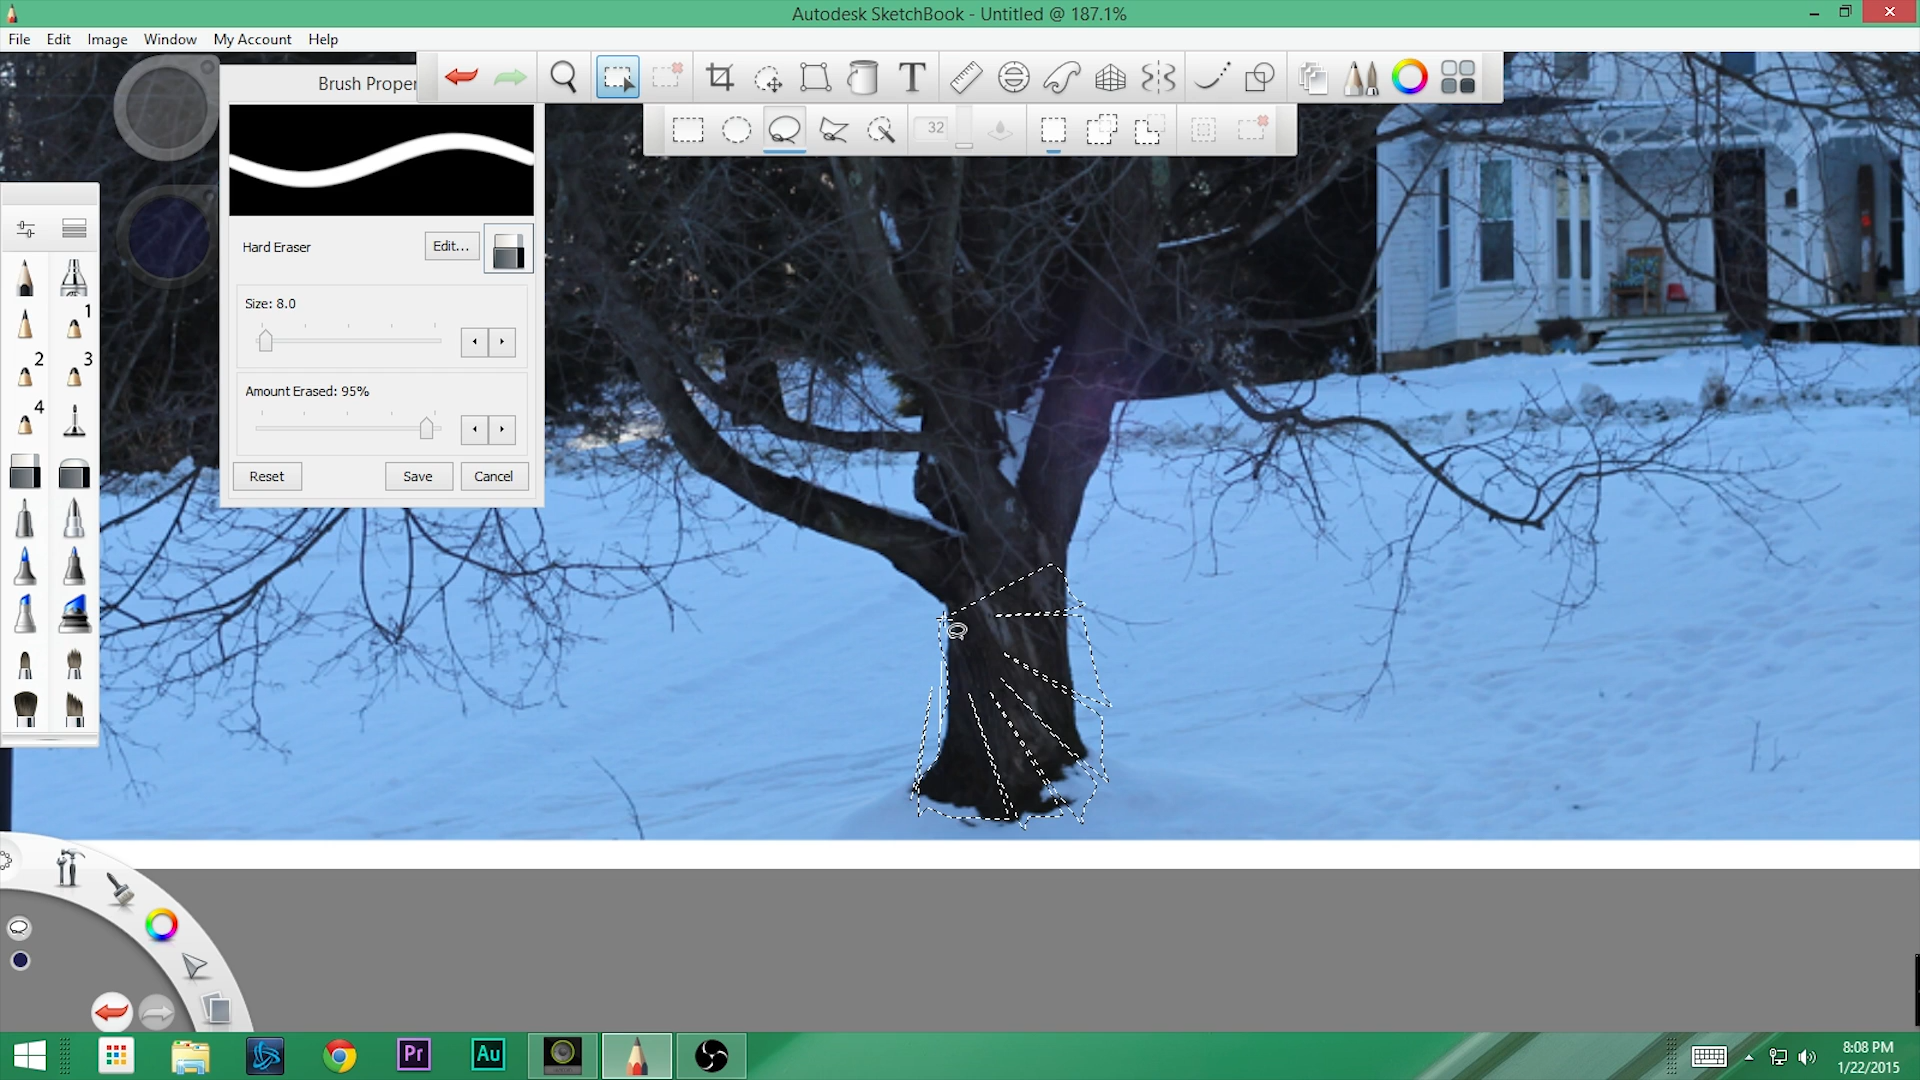 Autodesk SketchBook - Untitled @ 187.1%
File Edit Image Window My Account Help
Brush Proper
T
32
Hard Eraser
Edit...
Size: 8.0
Amount Erased: 95%
Reset
Save
Cancel
1
2
3
4
Pr
Au
8:08 PM
1/22/2015